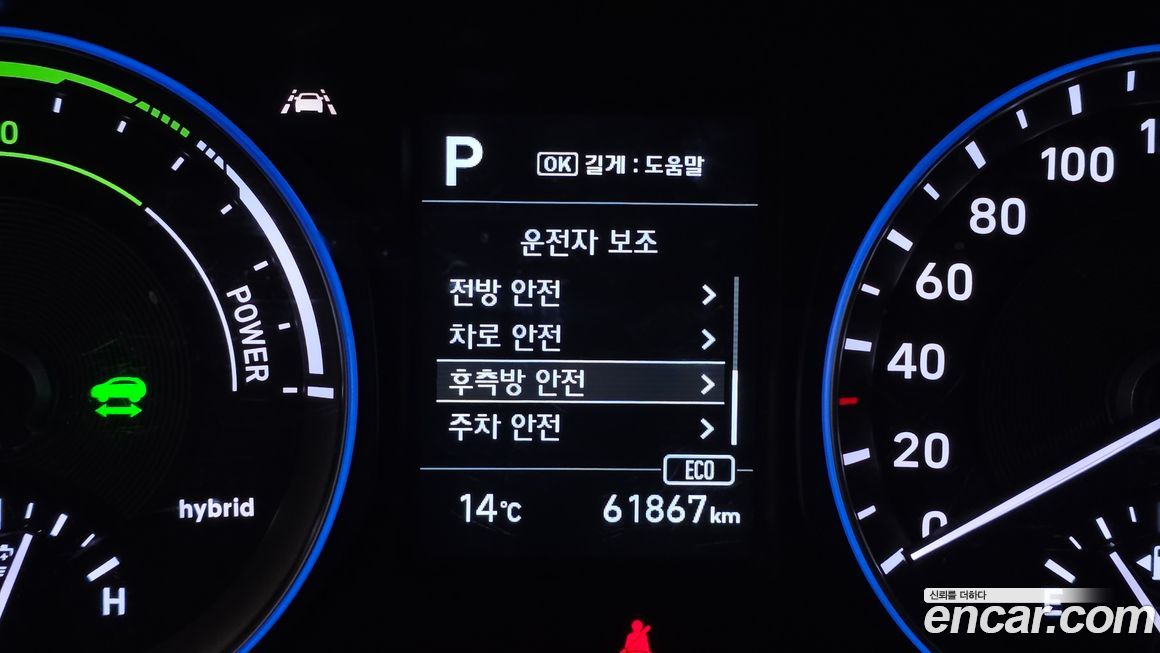 P
OK 길게 : 도움말
운전자 보조
전방 안전
차로 안전
후측방 안전
주차 안전
ECO
14℃
61867km
0
POWER
hybrid
H
100
80
60
40
20
0
E
신뢰를 더하다
encar.com